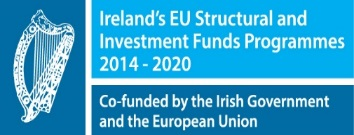 Ireland's EU Structural and
Investment Funds Programmes
2014 - 2020
Co-funded by the Irish Government
and the European Union